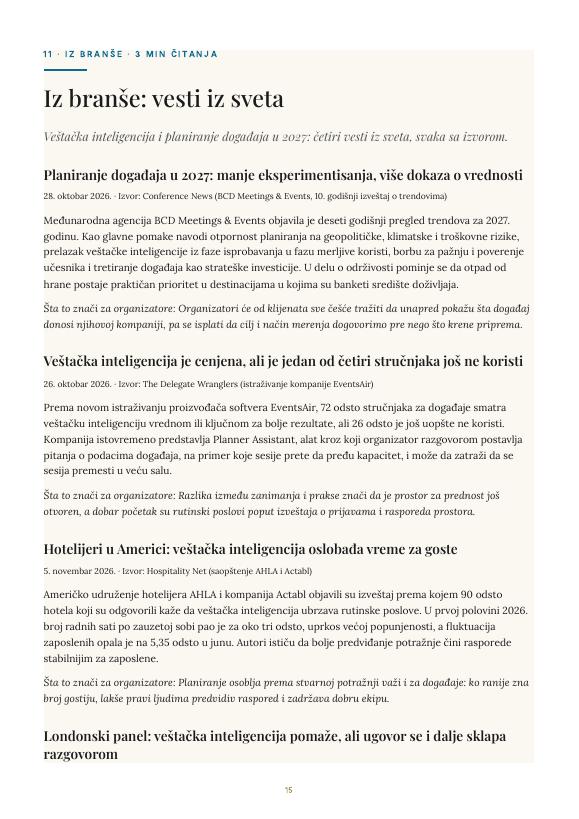 11 · IZ BRANŠE · 3 MIN ČITANJA
Iz branše: vesti iz sveta
Veštačka inteligencija i planiranje događaja u 2027: četiri vesti iz sveta, svaka sa izvorom.
Planiranje događaja u 2027: manje eksperimentisanja, više dokaza o vrednosti
28. oktobar 2026. · Izvor: Conference News (BCD Meetings & Events, 10. godišnji izveštaj o trendovima)
Međunarodna agencija BCD Meetings & Events objavila je deseti godišnji pregled trendova za 2027.
godinu. Kao glavne pomake navodi otpornost planiranja na geopolitičke, klimatske i troškovne rizike,
prelazak veštačke inteligencije iz faze isprobavanja u fazu merljive koristi, borbu za pažnju i poverenje
učesnika i tretiranje događaja kao strateške investicije. U delu o održivosti pominje se da otpad od
hrane postaje praktičan prioritet u destinacijama u kojima su banketi središte doživljaja.
Šta to znači za organizatore: Organizatori će od klijenata sve češće tražiti da unapred pokažu šta događaj
donosi njihovoj kompaniji, pa se isplati da cilj i način merenja dogovorimo pre nego što krene priprema.
Veštačka inteligencija je cenjena, ali je jedan od četiri stručnjaka još ne koristi
26. oktobar 2026. · Izvor: The Delegate Wranglers (istraživanje kompanije EventsAir)
Prema novom istraživanju proizvođača softvera EventsAir, 72 odsto stručnjaka za događaje smatra
veštačku inteligenciju vrednom ili ključnom za bolje rezultate, ali 26 odsto je još uopšte ne koristi.
Kompanija istovremeno predstavlja Planner Assistant, alat kroz koji organizator razgovorom postavlja
pitanja o podacima događaja, na primer koje sesije prete da pređu kapacitet, i može da zatraži da se
sesija premesti u veću salu.
Šta to znači za organizatore: Razlika između zanimanja i prakse znači da je prostor za prednost još
otvoren, a dobar početak su rutinski poslovi poput izveštaja o prijavama i rasporeda prostora.
Hotelijeri u Americi: veštačka inteligencija oslobađa vreme za goste
5. novembar 2026. · Izvor: Hospitality Net (saopštenje AHLA i Actabl)
Američko udruženje hotelijera AHLA i kompanija Actabl objavili su izveštaj prema kojem 90 odsto
hotela koji su odgovorili kaže da veštačka inteligencija ubrzava rutinske poslove. U prvoj polovini 2026.
broj radnih sati po zauzetoj sobi pao je za oko tri odsto, uprkos većoj popunjenosti, a fluktuacija
zaposlenih opala je na 5,35 odsto u junu. Autori ističu da bolje predviđanje potražnje čini rasporede
stabilnijim za zaposlene.
Šta to znači za organizatore: Planiranje osoblja prema stvarnoj potražnji važi i za događaje: ko ranije zna
broj gostiju, lakše pravi ljudima predvidiv raspored i zadržava dobru ekipu.
Londonski panel: veštačka inteligencija pomaže, ali ugovor se i dalje sklapa
razgovorom
15